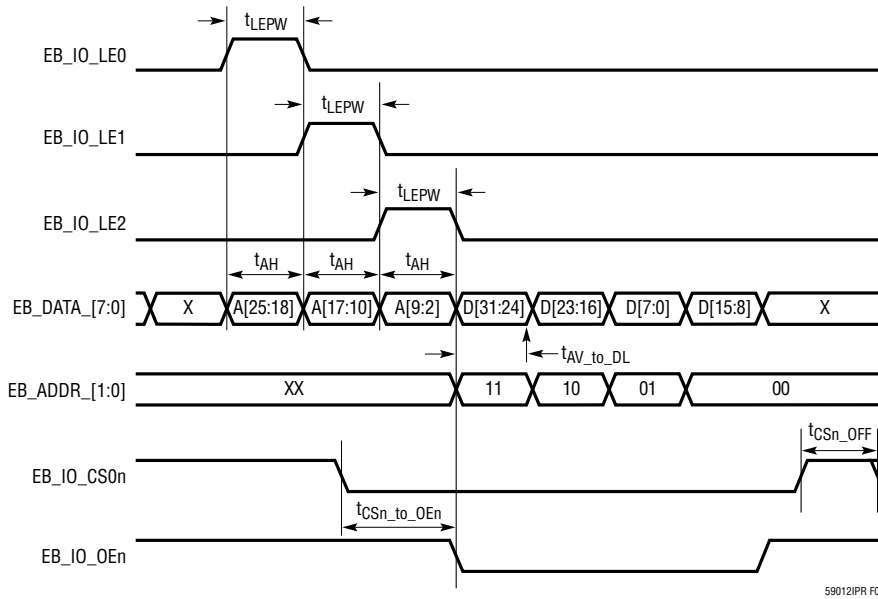 tLEPW
EB_IO_LE0
tLEPW
EB_IO_LE1
tLEPW
EB_IO_LE2
tAH tAH tAH
EB_DATA_[7:0] X A[25:18] A[17:10] A[9:2] D[31:24] D[23:16] D[7:0] D[15:8] X
tAV_to_DL
EB_ADDR_[1:0] XX 11 10 01 00
tCSn_OFF
EB_IO_CS0n
tCSn_to_OEn
EB_IO_OEn
59012IPR F0